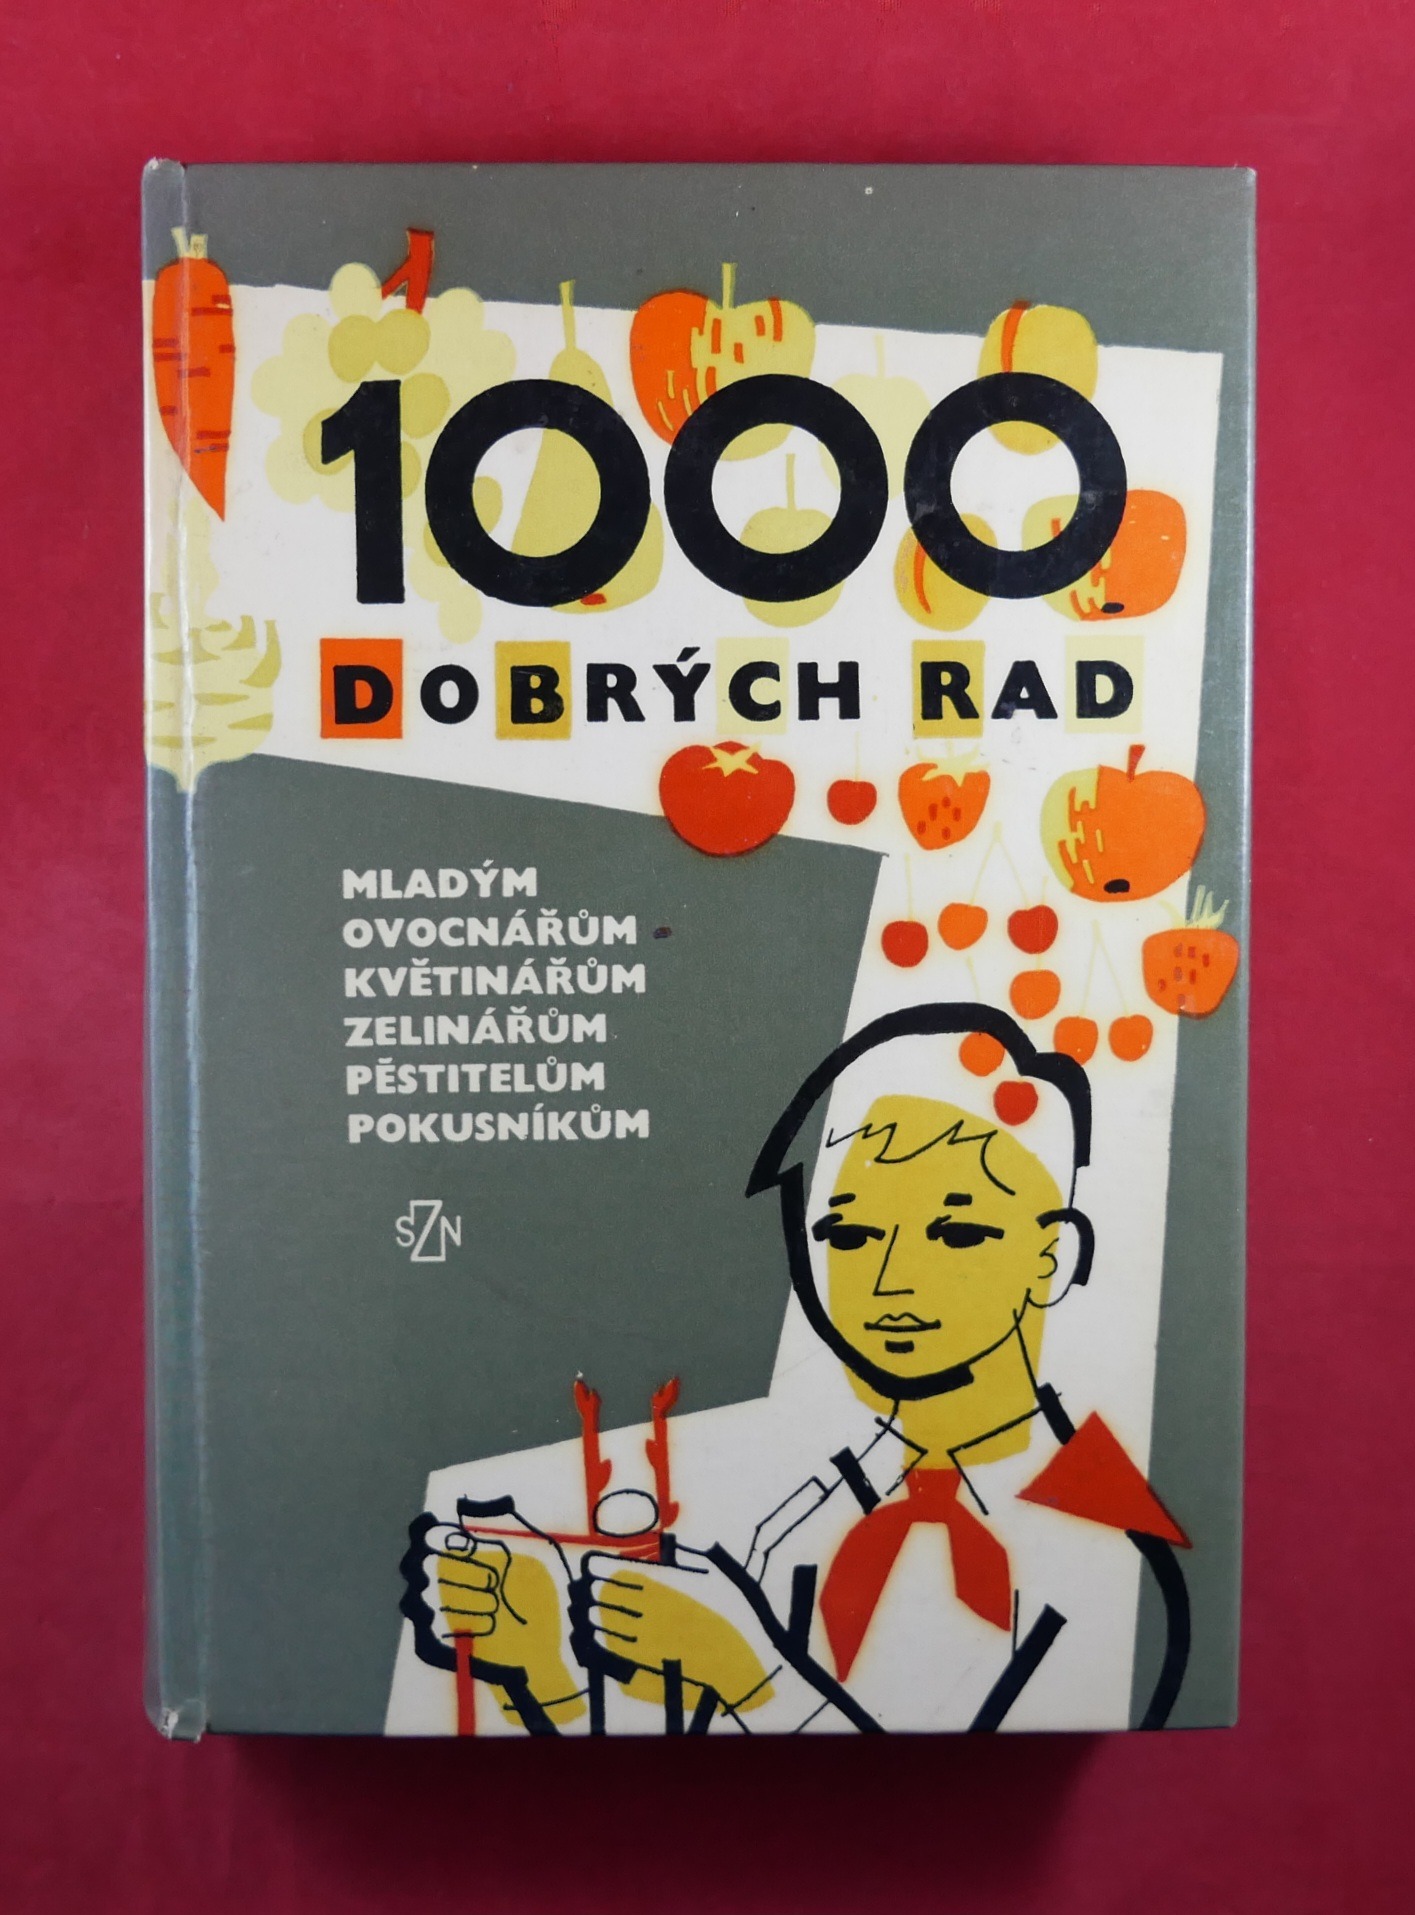 1000
DOBRÝCH RAD
MLADÝM
OVOCNÁŘŮM
KVĚTINÁŘŮM
ZELINÁŘŮM
PĚSTITELŮM
POKUSNÍKŮM
SZN